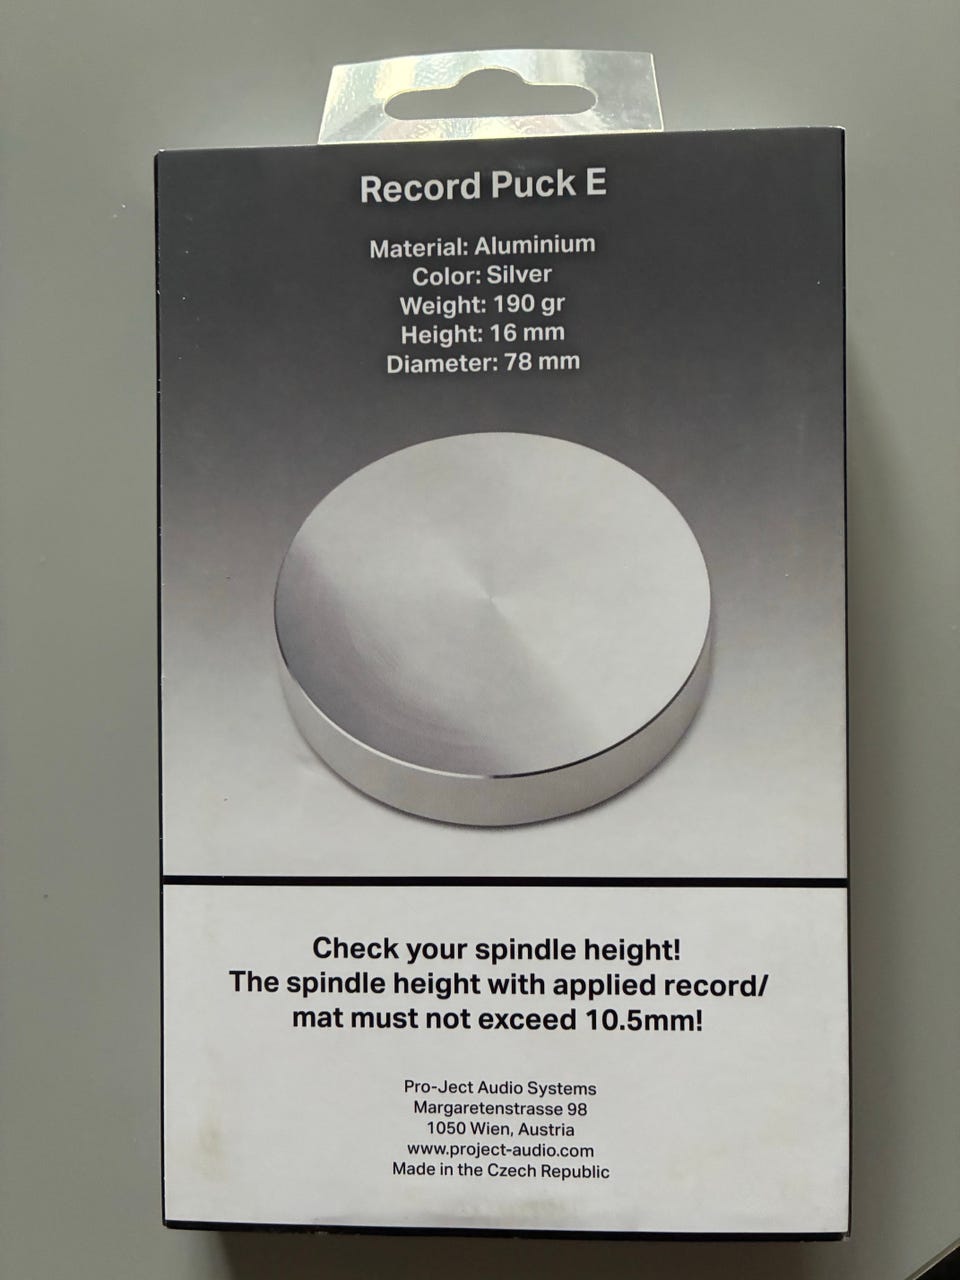 Record Puck E
Material: Aluminium
Color: Silver
Weight: 190 gr
Height: 16 mm
Diameter: 78 mm
Check your spindle height!
The spindle height with applied record/
mat must not exceed 10.5mm!
Pro-Ject Audio Systems
Margaretenstrasse 98
1050 Wien, Austria
www.project-audio.com
Made in the Czech Republic